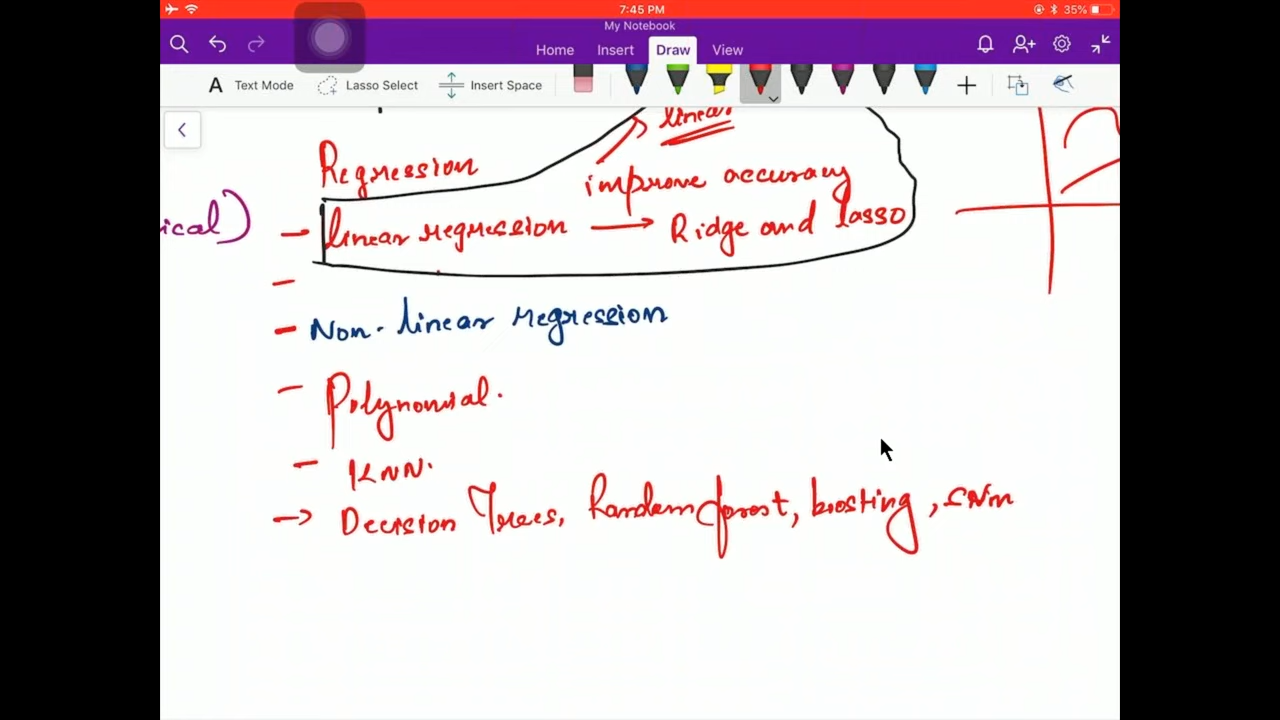 7:45 PM
35%
My Notebook
Home Insert Draw View
A Text Mode Lasso Select Insert Space
linear
Regression
improve accuracy
ical)
- linear regression → Ridge and lasso
-
- Non-linear regression
- Polynomial.
- KNN.
→ Decision Trees, Random forest, boosting, SVM